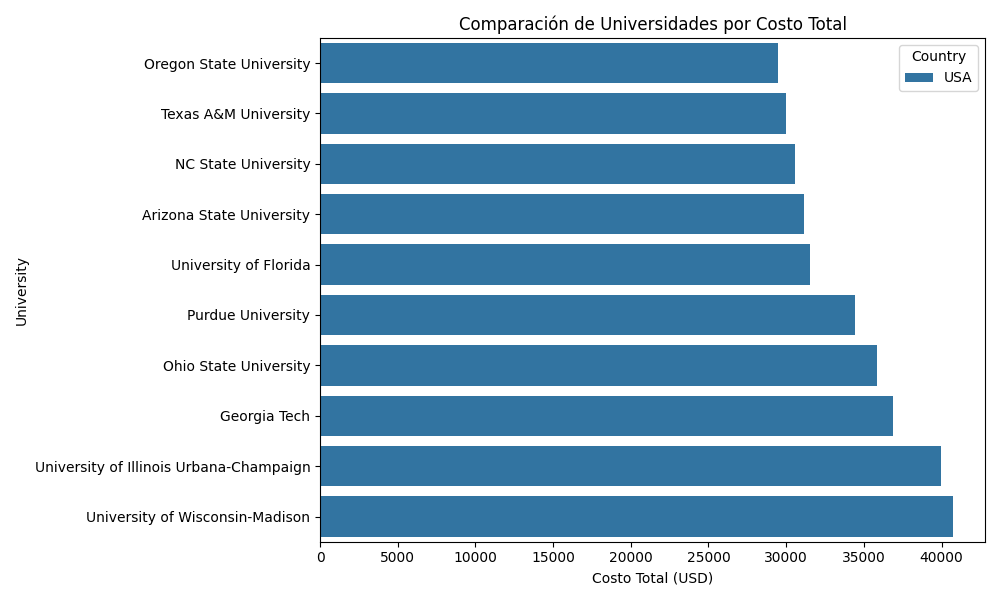 Comparación de Universidades por Costo Total
University
Oregon State University
Texas A&M University
NC State University
Arizona State University
University of Florida
Purdue University
Ohio State University
Georgia Tech
University of Illinois Urbana-Champaign
University of Wisconsin-Madison
Country
USA
0 5000 10000 15000 20000 25000 30000 35000 40000
Costo Total (USD)